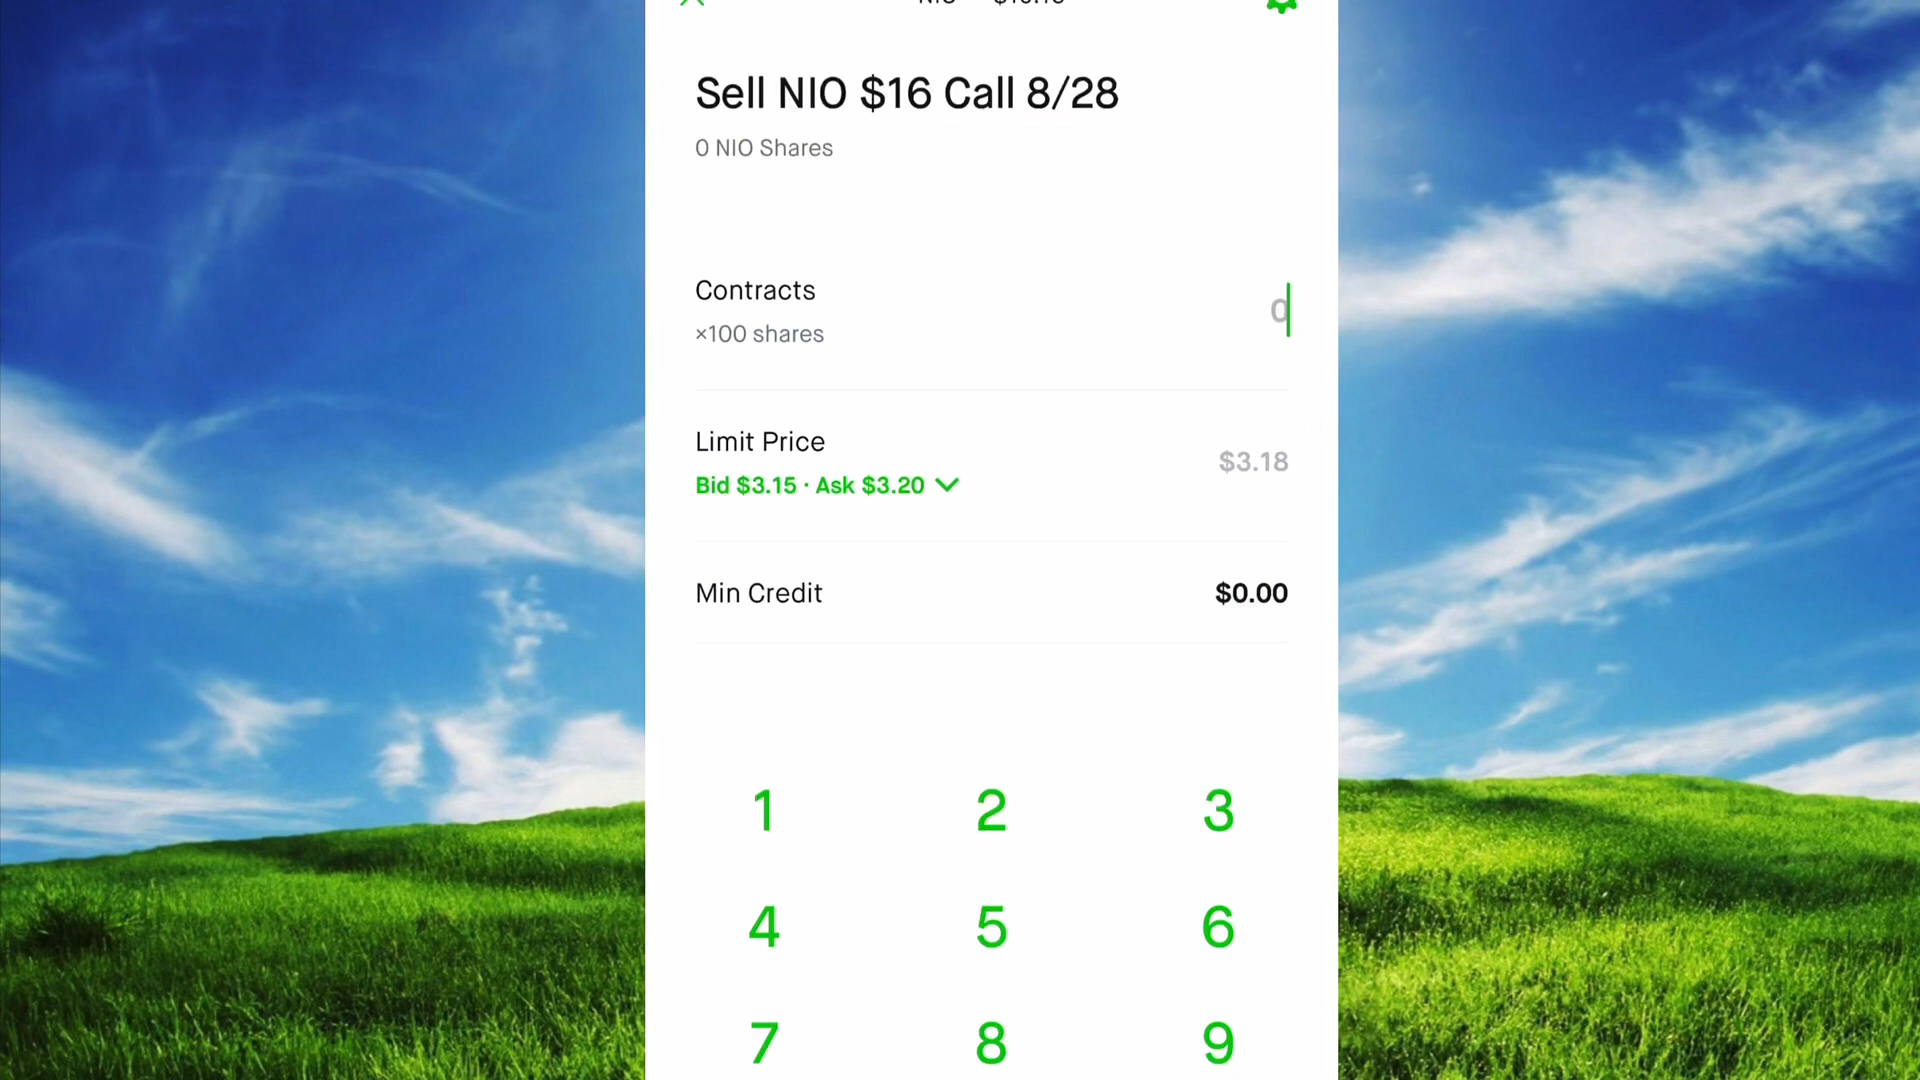 Sell NIO $16 Call 8/28
0 NIO Shares
Contracts
×100 shares
0
Limit Price
Bid $3.15 · Ask $3.20
$3.18
Min Credit
$0.00
1 2 3
4 5 6
7 8 9